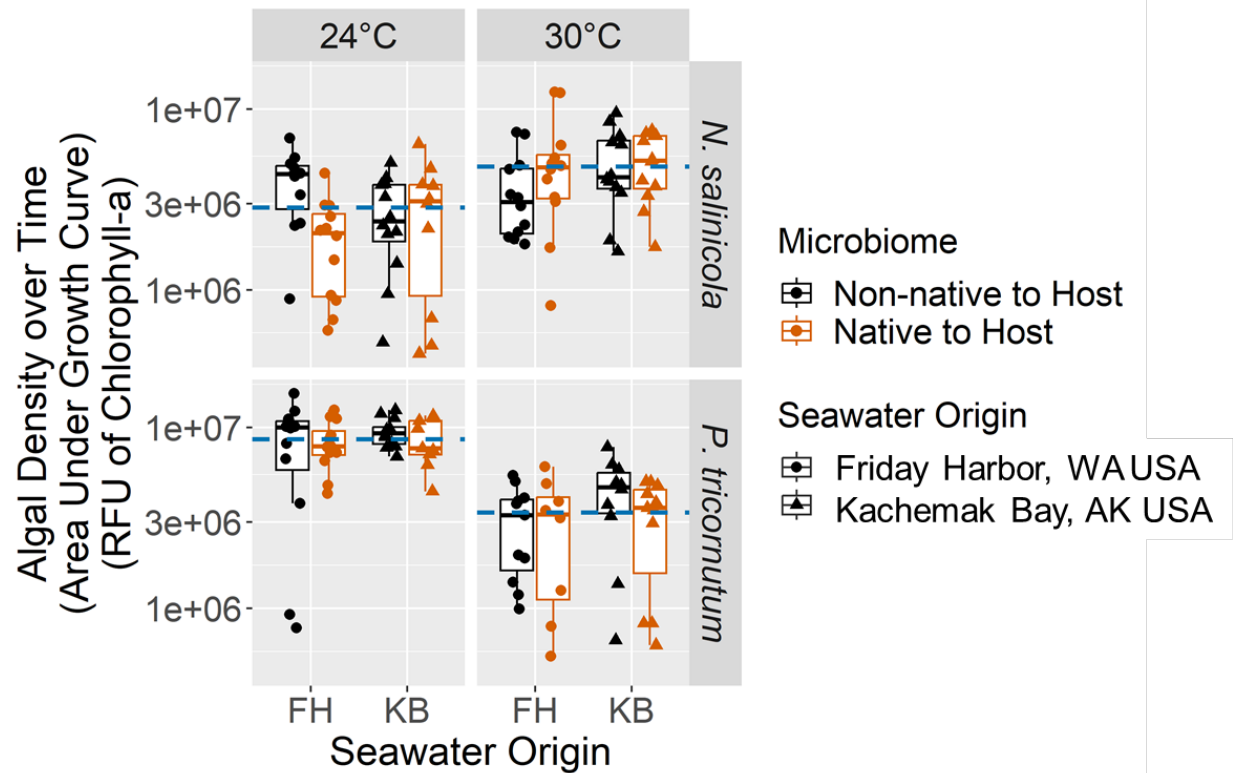 24°C
30°C
Algal Density over Time
(Area Under Growth Curve)
(RFU of Chlorophyll-a)
1e+07
3e+06
1e+06
N. salinicola
1e+07
3e+06
1e+06
P. tricornutum
FH
KB
FH
KB
Seawater Origin
Microbiome
Non-native to Host
Native to Host
Seawater Origin
Friday Harbor, WA USA
Kachemak Bay, AK USA